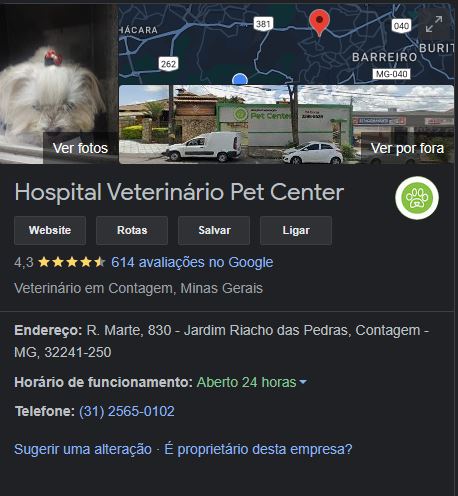 HÁCARA
381
040
262
BARREIRO
BURIT
MG-040
Pet Center
Ver fotos
Ver por fora
Hospital Veterinário Pet Center
Website
Rotas
Salvar
Ligar
4,3
614 avaliações no Google
Veterinário em Contagem, Minas Gerais
Endereço: R. Marte, 830 - Jardim Riacho das Pedras, Contagem -
MG, 32241-250
Horário de funcionamento: Aberto 24 horas
Telefone: (31) 2565-0102
Sugerir uma alteração · É proprietário desta empresa?